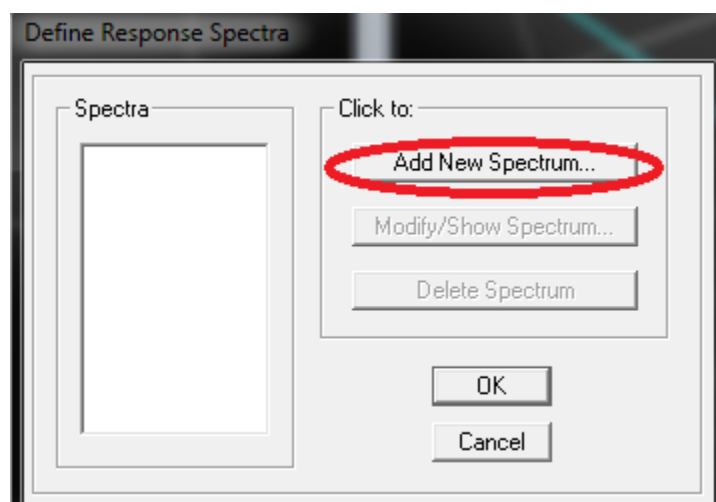 Define Response Spectra
Spectra
Click to:
Add New Spectrum...
Modify/Show Spectrum...
Delete Spectrum
OK
Cancel